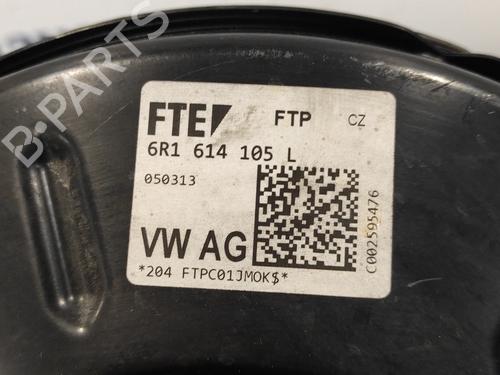 B-PARTS
FTE FTP CZ
6R1 614 105 L
050313
VW AG
C002595476
*204 FTPC01JMOK$*